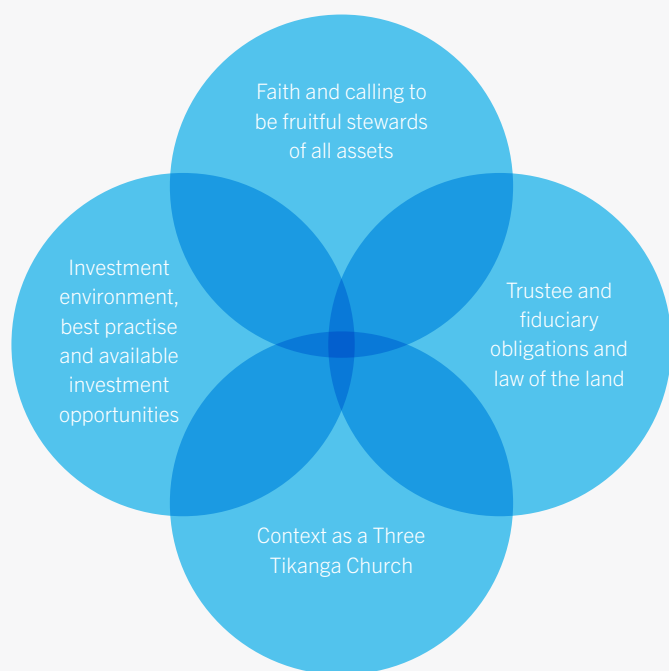 Faith and calling to
be fruitful stewards
of all assets
Investment
environment,
best practise
and available
investment
opportunities
Trustee and
fiduciary
obligations and
law of the land
Context as a Three
Tikanga Church